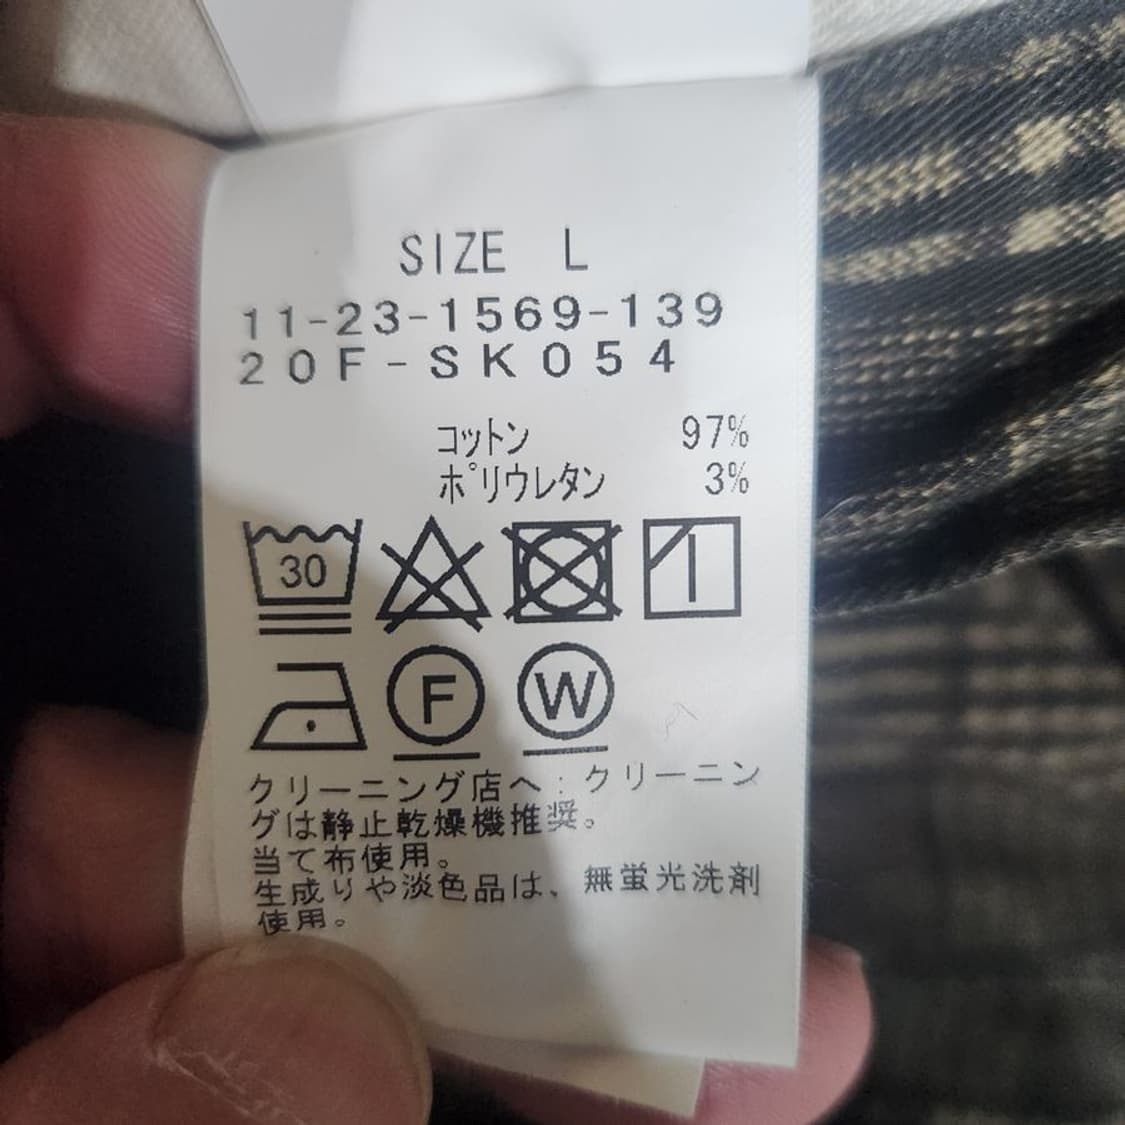 SIZE L
11-23-1569-139
20F-SK054
コットン 97%
ポリウレタン 3%
30
F W
クリーニング店へ：クリーニン
グは静止乾燥機推奨。
当て布使用。
生成りや淡色品は、無蛍光洗剤
使用。